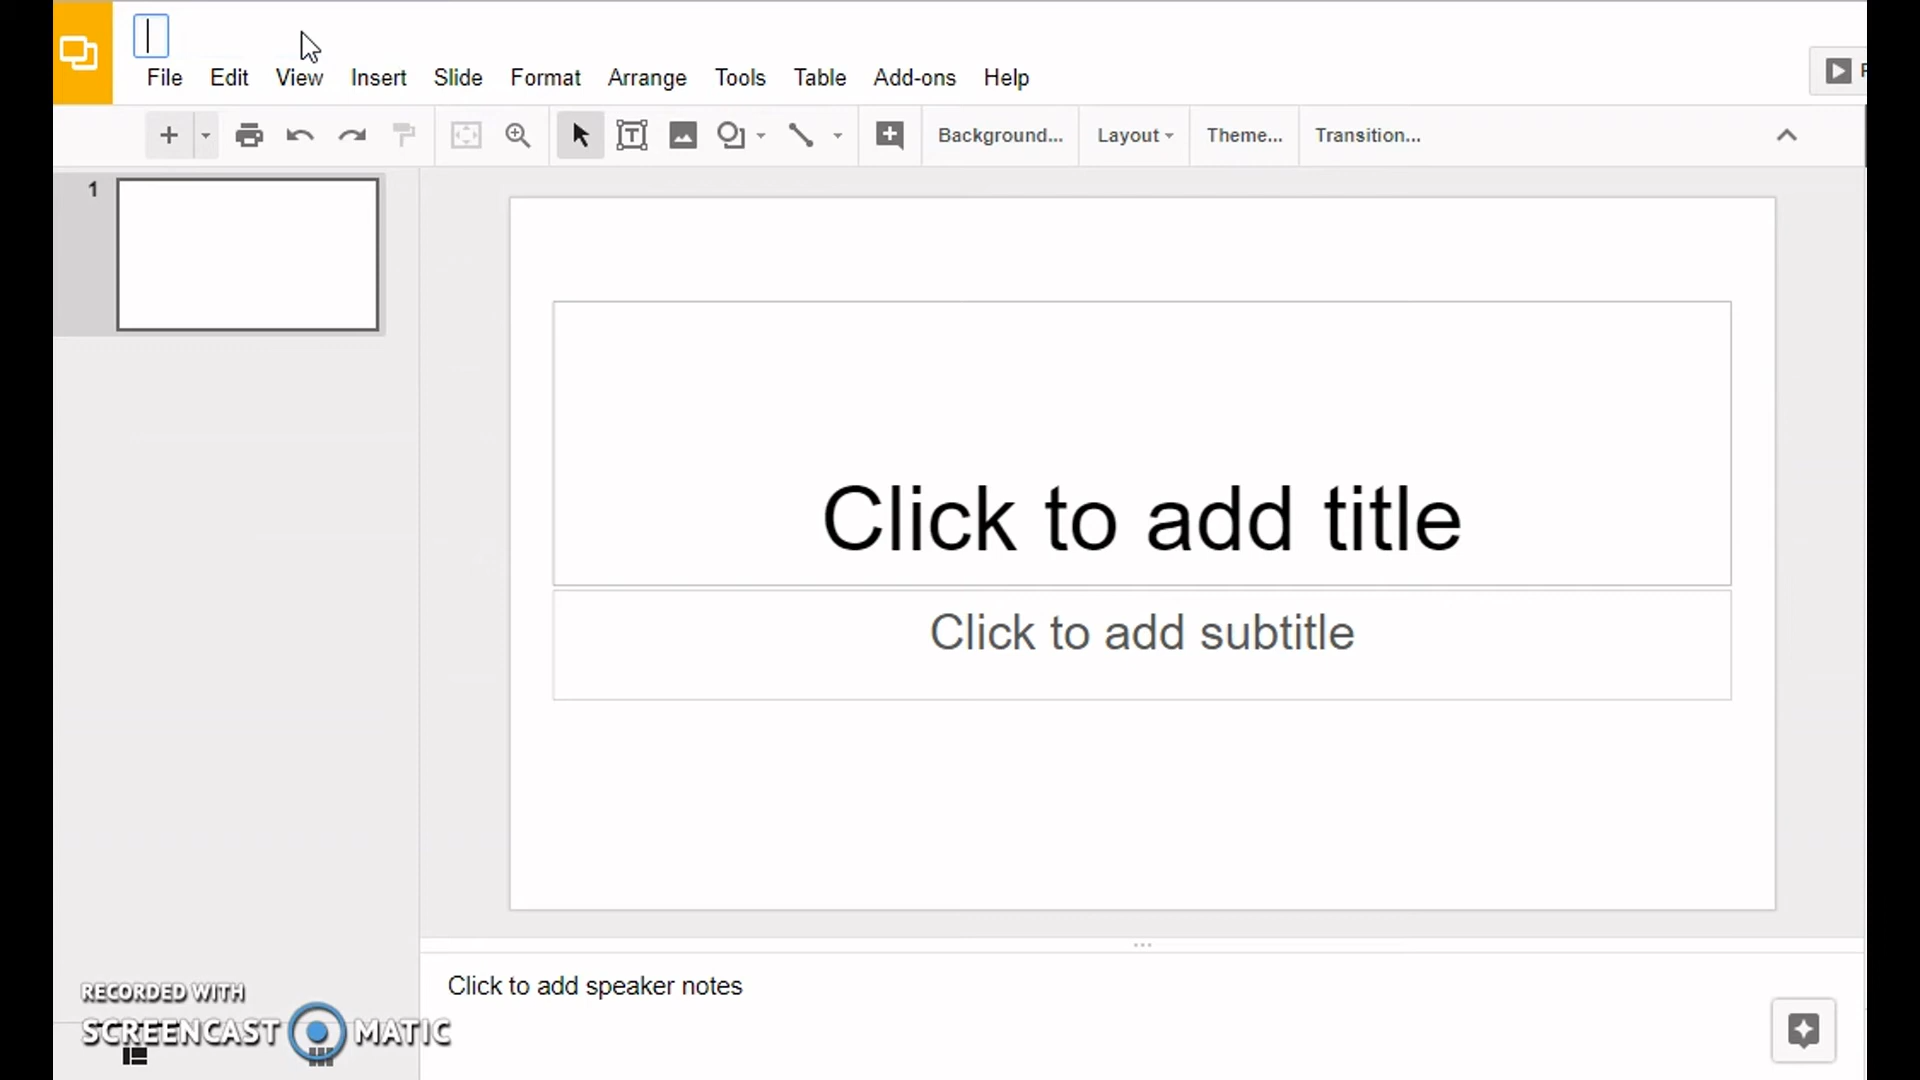 File Edit View Insert Slide Format Arrange Tools Table Add-ons Help
Background... Layout Theme... Transition...
1
Click to add title
Click to add subtitle
Click to add speaker notes
RECORDED WITH
SCREENCAST MATIC